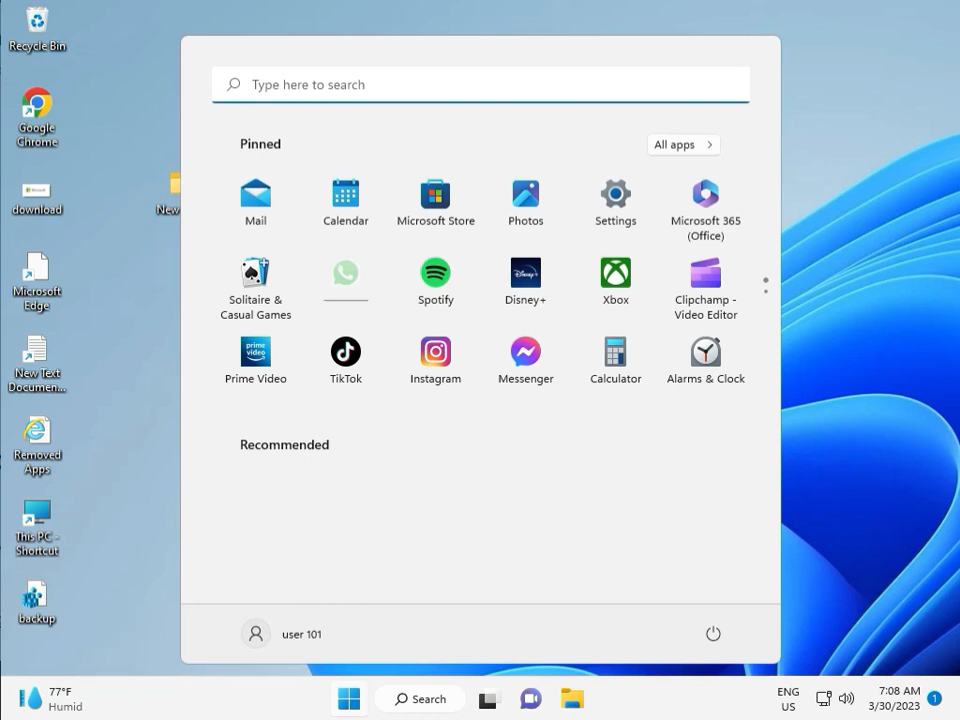 Recycle Bin
Google
Chrome
download
Microsoft
Edge
New Text
Documen...
Removed
Apps
This PC -
Shortcut
backup
New
Type here to search
Pinned
All apps
Mail
Calendar
Microsoft Store
Photos
Settings
Microsoft 365
(Office)
Solitaire &
Casual Games
Spotify
Disney+
Disney+
Xbox
Clipchamp -
Video Editor
prime
video
Prime Video
TikTok
Instagram
Messenger
Calculator
Alarms & Clock
Recommended
user 101
77°F
Humid
Search
ENG
US
7:08 AM
3/30/2023
1